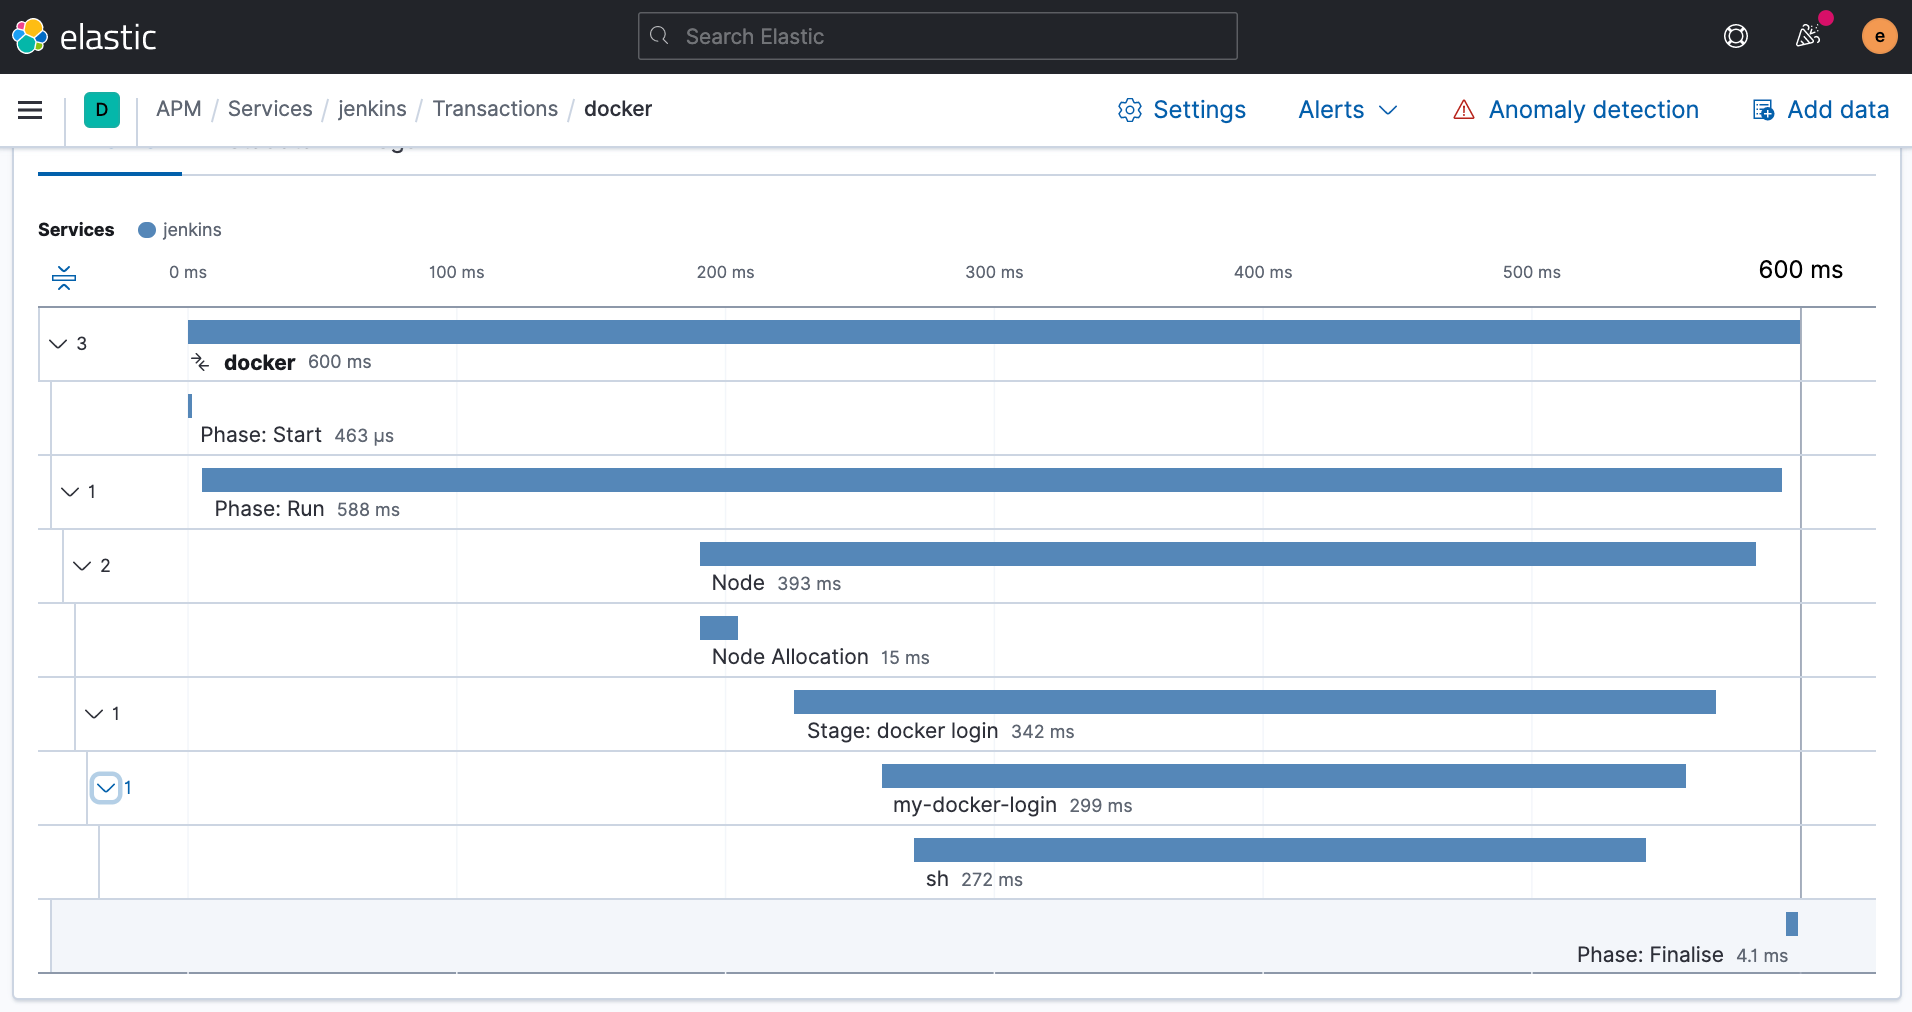 elastic
Search Elastic
e
D
APM / Services / jenkins / Transactions / docker
Settings
Alerts
Anomaly detection
Add data
Services
jenkins
0 ms
100 ms
200 ms
300 ms
400 ms
500 ms
600 ms
3
docker 600 ms
Phase: Start 463 μs
1
Phase: Run 588 ms
2
Node 393 ms
Node Allocation 15 ms
1
Stage: docker login 342 ms
1
my-docker-login 299 ms
sh 272 ms
Phase: Finalise 4.1 ms